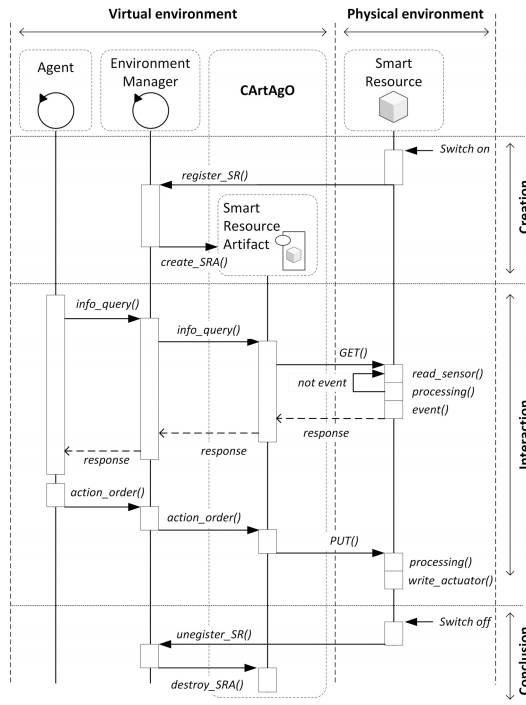 Virtual environment
Physical environment
Agent
Environment
Manager
CArtAgO
Smart
Resource
Switch on
register_SR()
Smart
Resource
Artifact
create_SRA()
Creation
info_query()
info_query()
GET()
read_sensor()
not event
processing()
event()
response
response
response
Interaction
action_order()
action_order()
PUT()
processing()
write_actuator()
Switch off
unegister_SR()
destroy_SRA()
Conclusion